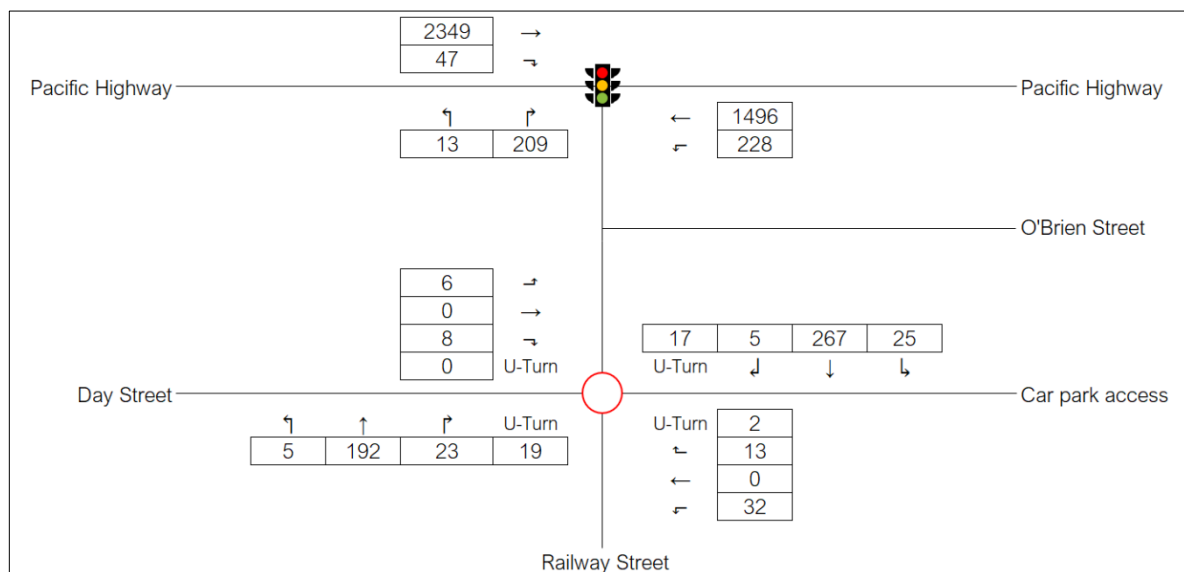 2349 →
47 ⬎
Pacific Highway Pacific Highway
↰ ↱ ← 1496
13 209 ⬐ 228
O'Brien Street
6 ⬏
0 →
8 ⬎ 17 5 267 25
0 U-Turn U-Turn ↲ ↓ ↳
Day Street Car park access
↰ ↑ ↱ U-Turn U-Turn 2
5 192 23 19 ⬑ 13
← 0
⬐ 32
Railway Street